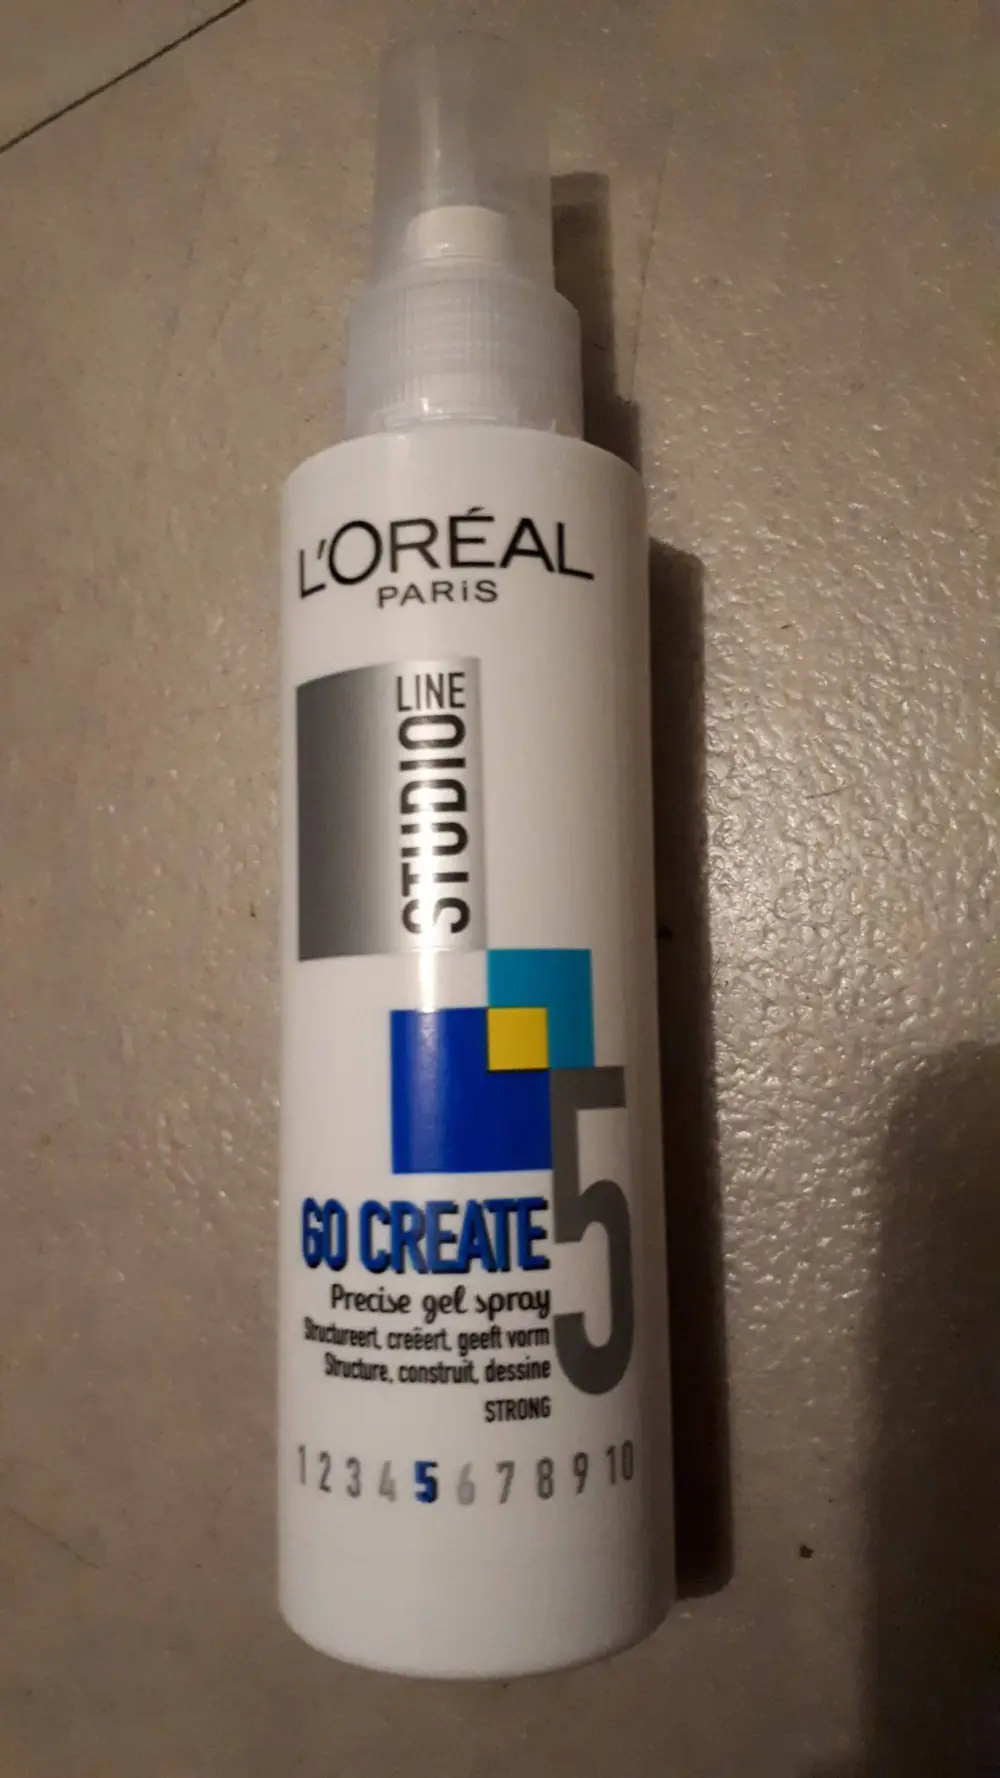 L'ORÉAL
PARiS
STUDIO
LINE
GO CREATE
5
Precise gel spray
Structureert, creëert, geeft vorm
Structure, construit, dessine
STRONG
1 2 3 4 5 6 7 8 9 10